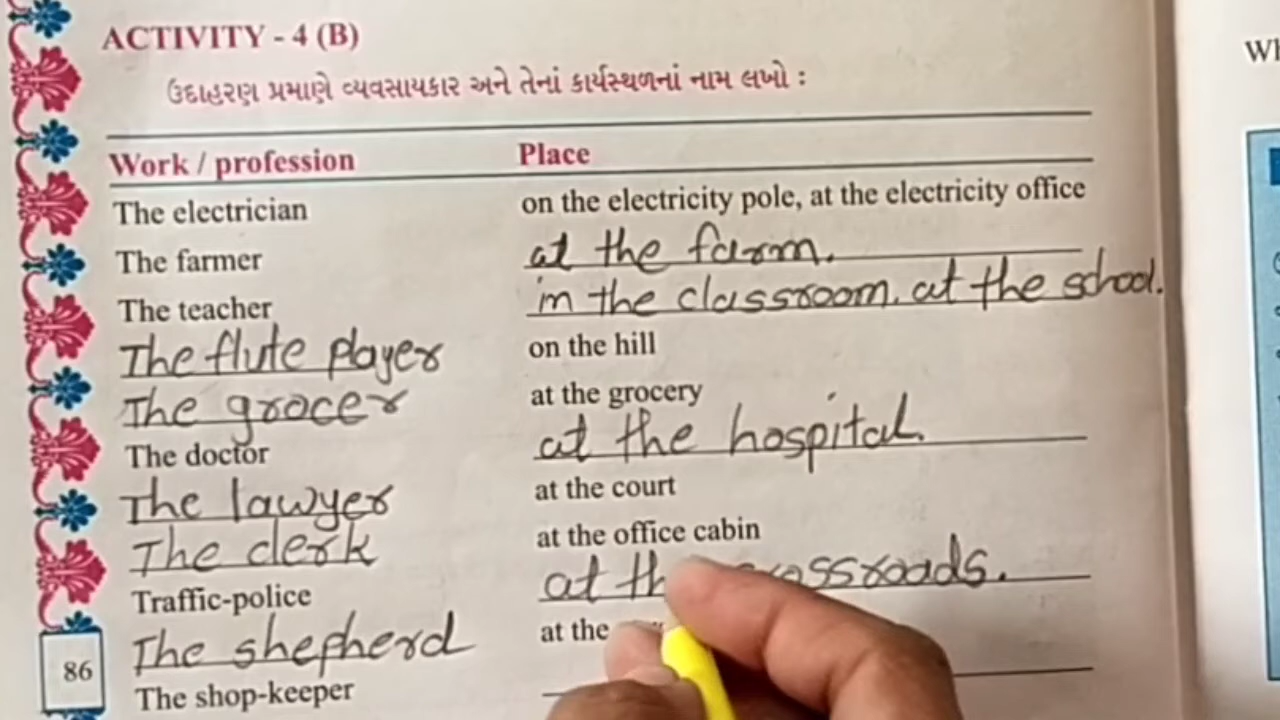 ACTIVITY - 4 (B)
ઉદાહરણ પ્રમાણે વ્યવસાયકાર અને તેનાં કાર્યસ્થળનાં નામ લખો :
Work / profession Place
The electrician on the electricity pole, at the electricity office
The farmer at the farm.
The teacher in the classroom, at the school.
The flute player on the hill
The grocer at the grocery
The doctor at the hospital.
The lawyer at the court
The clerk at the office cabin
Traffic-police at the crossroads.
The shepherd at the
The shop-keeper
86